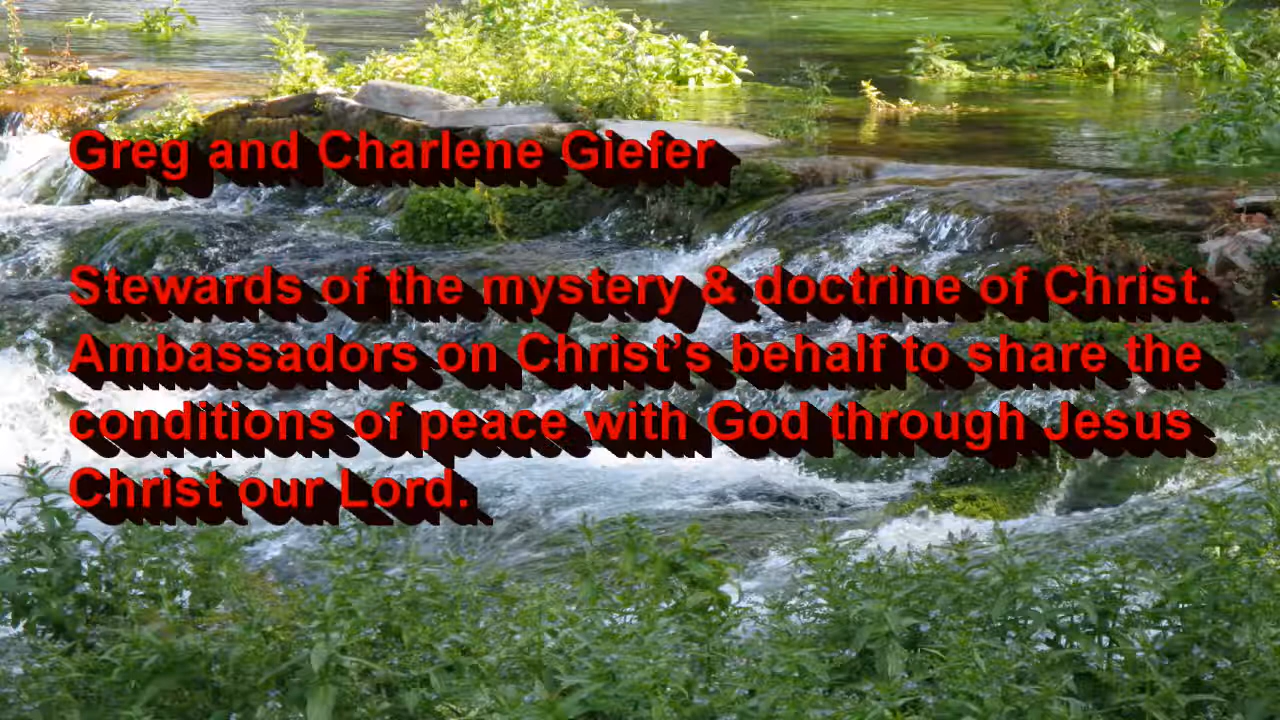 Greg and Charlene Giefer
Stewards of the mystery & doctrine of Christ.
Ambassadors on Christ’s behalf to share the
conditions of peace with God through Jesus
Christ our Lord.